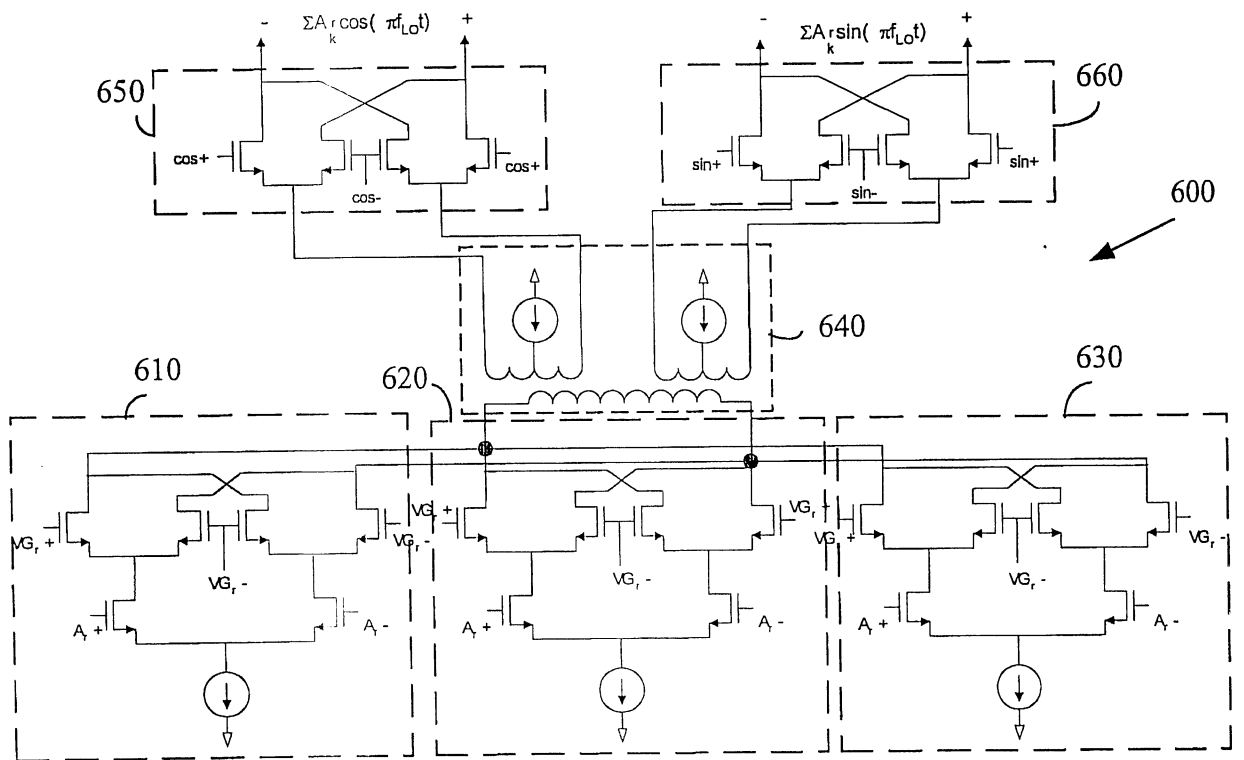 - ΣA_k^r cos( πf_LO t) +
- ΣA_k^r sin( πf_LO t) +
650
660
cos+
cos-
cos+
sin+
sin-
sin+
600
640
610
620
630
VG_r +
VG_r -
VG_r -
VG_r +
VG_r -
VG_r +
VG_r +
VG_r -
VG_r -
A_r +
A_r -
A_r +
A_r -
A_r +
A_r -